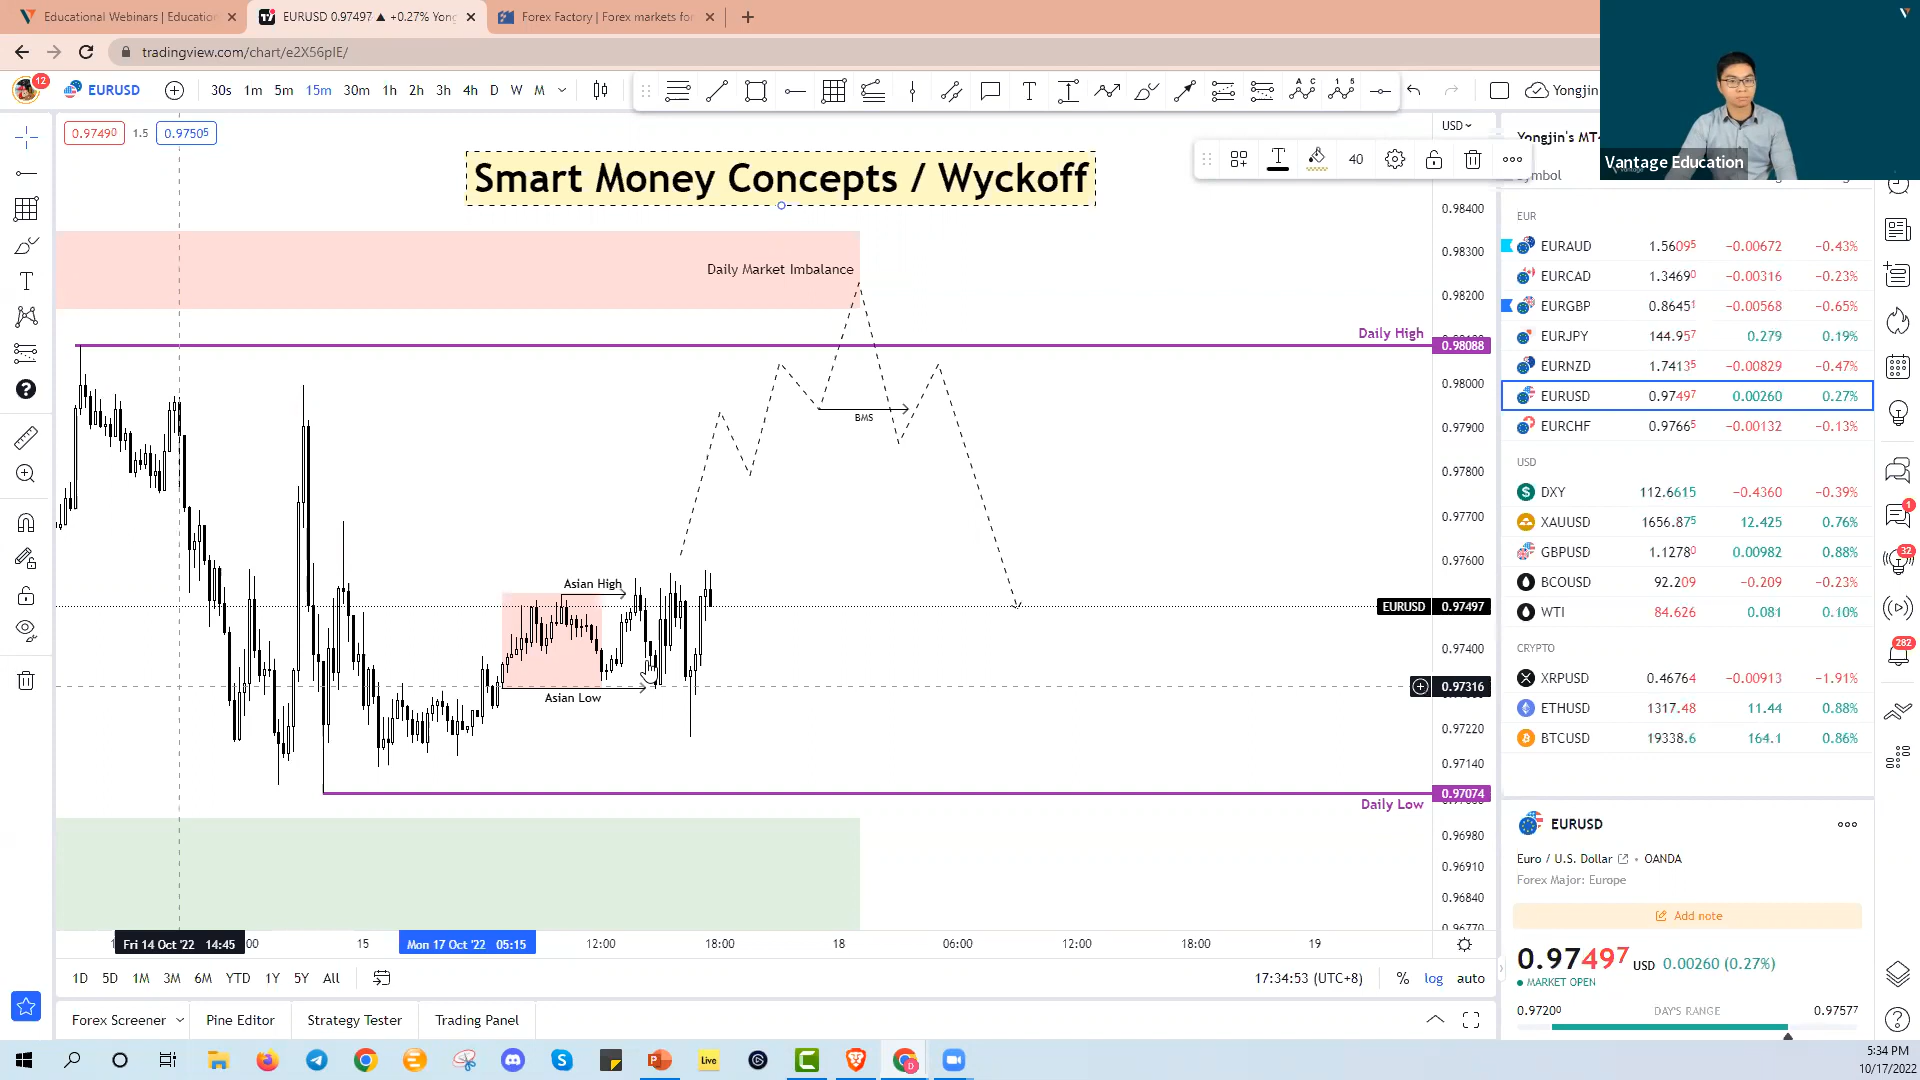 Educational Webinars | Education
EURUSD 0.97497 ▲ +0.27% Yong
Forex Factory | Forex markets for
tradingview.com/chart/e2X56pIE/
12
EURUSD
30s 1m 5m 15m 30m 1h 2h 3h 4h D W M
Yongjin
0.97490 1.5 0.97505
USD
40
Yongjin's MT
Symbol
Vantage Education
Smart Money Concepts / Wyckoff
Daily Market Imbalance
Daily High
BMS
Asian High
Asian Low
Daily Low
0.98400
0.98300
0.98200
0.98088
0.98000
0.97900
0.97800
0.97700
0.97600
EURUSD 0.97497
0.97400
0.97316
0.97220
0.97140
0.97074
0.96980
0.96910
0.96840
0.96770
Fri 14 Oct '22 14:45
:00
15
Mon 17 Oct '22 05:15
12:00
18:00
18
06:00
12:00
18:00
19
1D 5D 1M 3M 6M YTD 1Y 5Y All
17:34:53 (UTC+8) % log auto
Forex Screener Pine Editor Strategy Tester Trading Panel
EUR
EURAUD 1.56095 −0.00672 −0.43%
EURCAD 1.34690 −0.00316 −0.23%
EURGBP 0.86451 −0.00568 −0.65%
EURJPY 144.957 0.279 0.19%
EURNZD 1.74135 −0.00829 −0.47%
EURUSD 0.97497 0.00260 0.27%
EURCHF 0.97665 −0.00132 −0.13%
USD
DXY 112.6615 −0.4360 −0.39%
XAUUSD 1656.875 12.425 0.76%
GBPUSD 1.12780 0.00982 0.88%
BCOUSD 92.209 −0.209 −0.23%
WTI 84.626 0.081 0.10%
CRYPTO
XRPUSD 0.46764 −0.00913 −1.91%
ETHUSD 1317.48 11.44 0.88%
BTCUSD 19338.6 164.1 0.86%
EURUSD
Euro / U.S. Dollar • OANDA
Forex Major: Europe
Add note
0.97497 USD 0.00260 (0.27%)
MARKET OPEN
0.97200 DAY'S RANGE 0.97577
1
32
282
Live
5:34 PM
10/17/2022